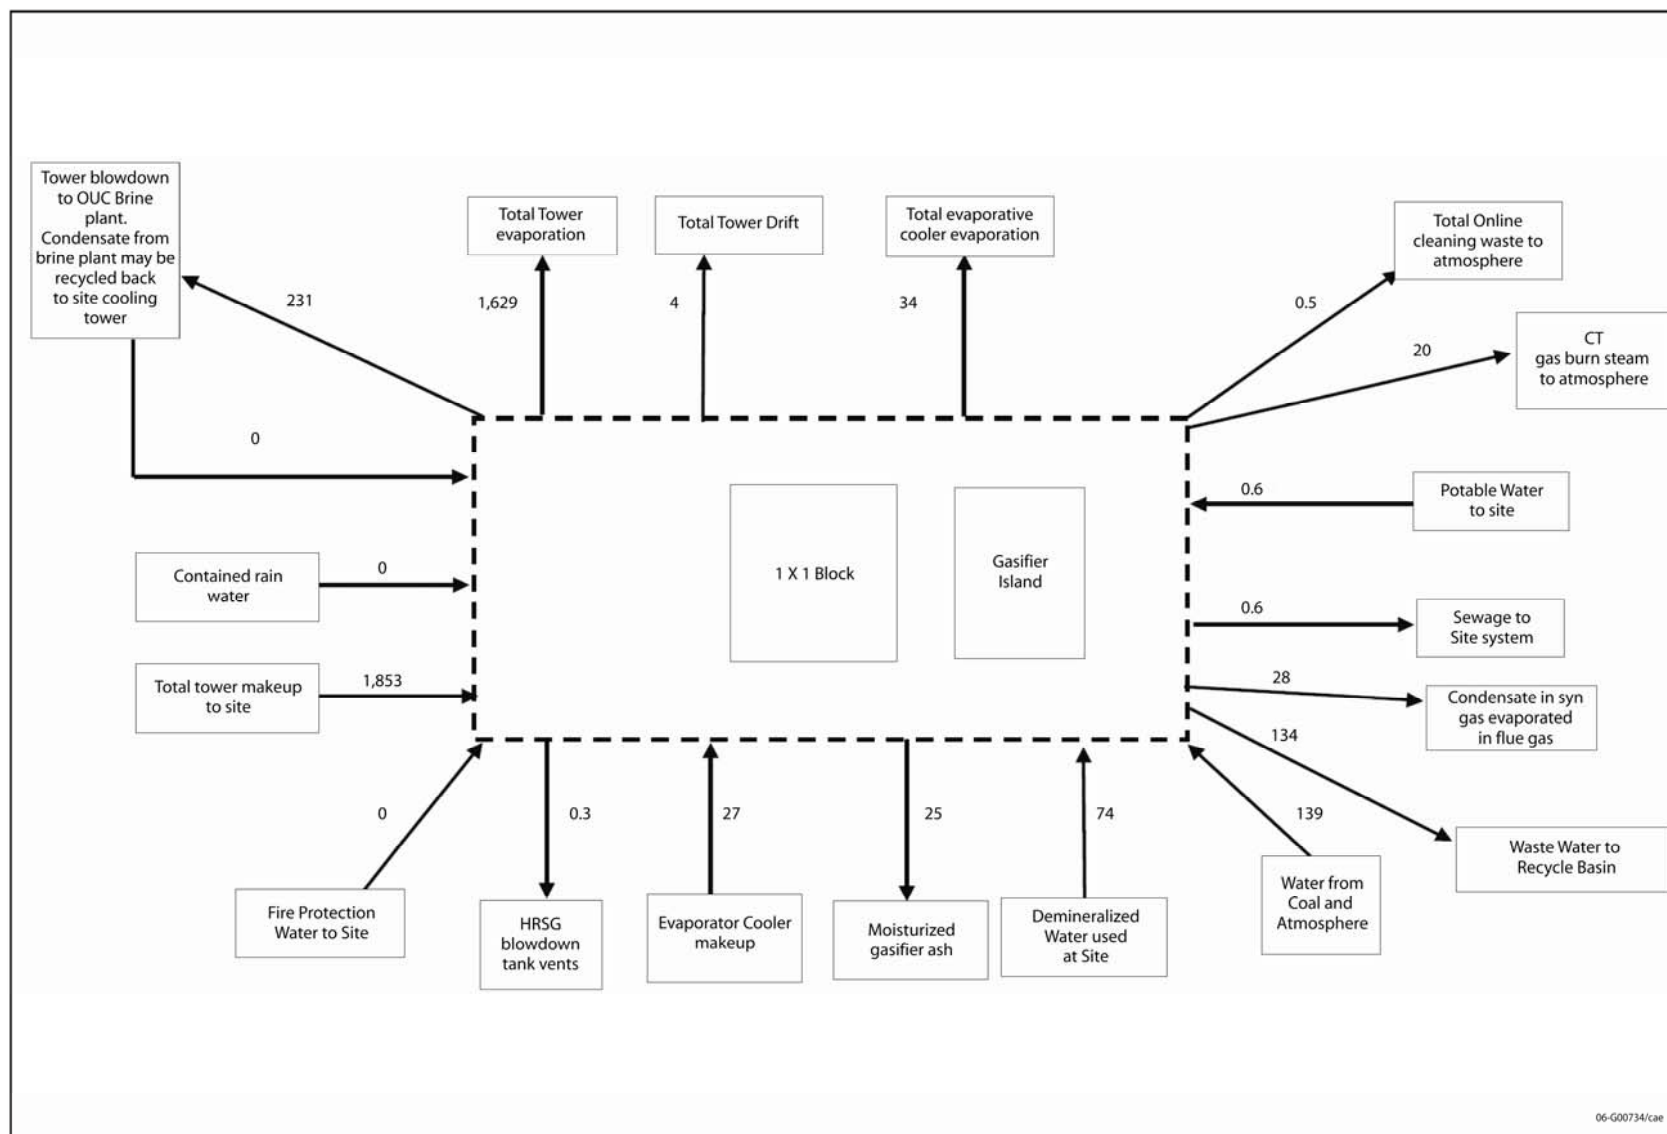 Tower blowdown
to OUC Brine
plant.
Condensate from
brine plant may be
recycled back
to site cooling
tower
Total Tower
evaporation
Total Tower Drift
Total evaporative
cooler evaporation
Total Online
cleaning waste to
atmosphere
231
1,629
4
34
0.5
CT
gas burn steam
to atmosphere
20
0
0.6
Potable Water
to site
Contained rain
water
0
1 X 1 Block
Gasifier
Island
0.6
Sewage to
Site system
Total tower makeup
to site
1,853
28
Condensate in syn
gas evaporated
in flue gas
134
0
0.3
27
25
74
139
Waste Water to
Recycle Basin
Fire Protection
Water to Site
HRSG
blowdown
tank vents
Evaporator Cooler
makeup
Moisturized
gasifier ash
Demineralized
Water used
at Site
Water from
Coal and
Atmosphere
06-G00734/cae